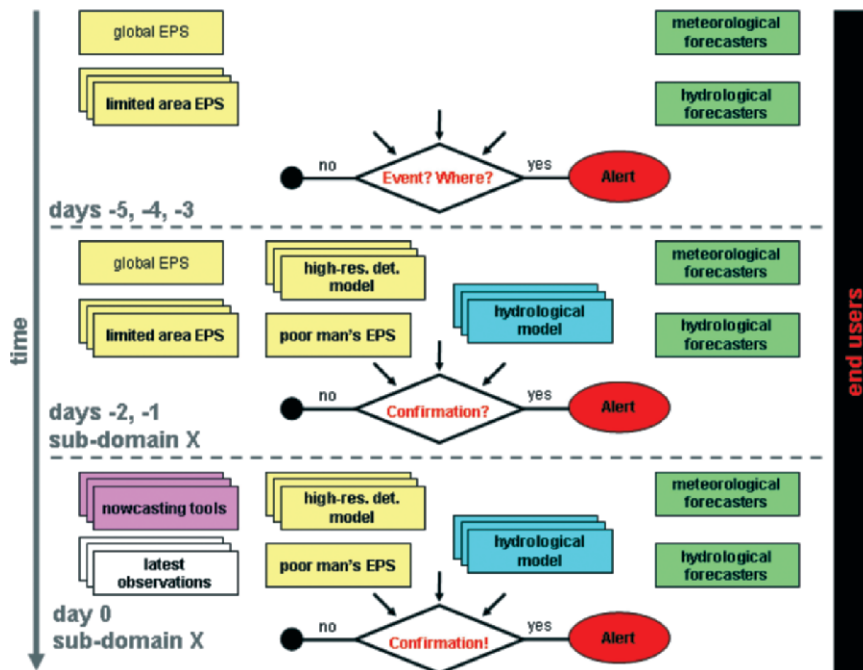 global EPS
meteorological
forecasters
limited area EPS
hydrological
forecasters
no
Event? Where?
yes
Alert
days -5, -4, -3
global EPS
high-res. det.
model
meteorological
forecasters
limited area EPS
poor man's EPS
hydrological
model
hydrological
forecasters
no
Confirmation?
yes
Alert
days -2, -1
sub-domain X
nowcasting tools
high-res. det.
model
meteorological
forecasters
latest
observations
poor man's EPS
hydrological
model
hydrological
forecasters
no
Confirmation!
yes
Alert
day 0
sub-domain X
time
end users